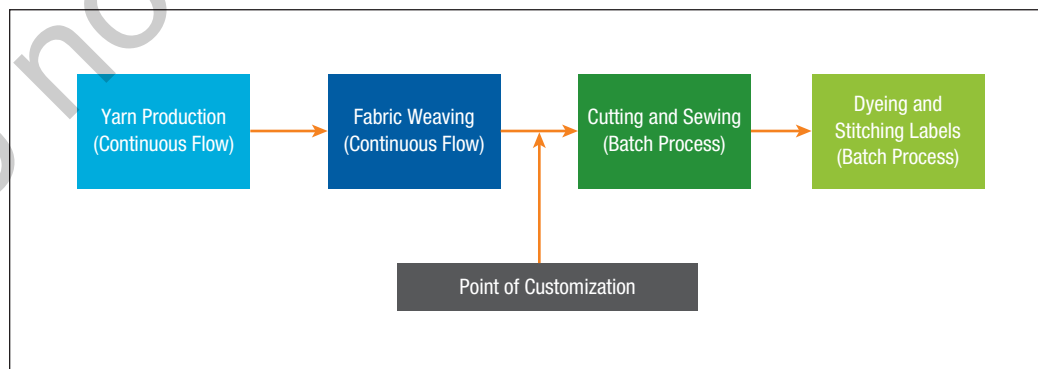 no
Yarn Production
(Continuous Flow)
Fabric Weaving
(Continuous Flow)
Cutting and Sewing
(Batch Process)
Dyeing and
Stitching Labels
(Batch Process)
Point of Customization